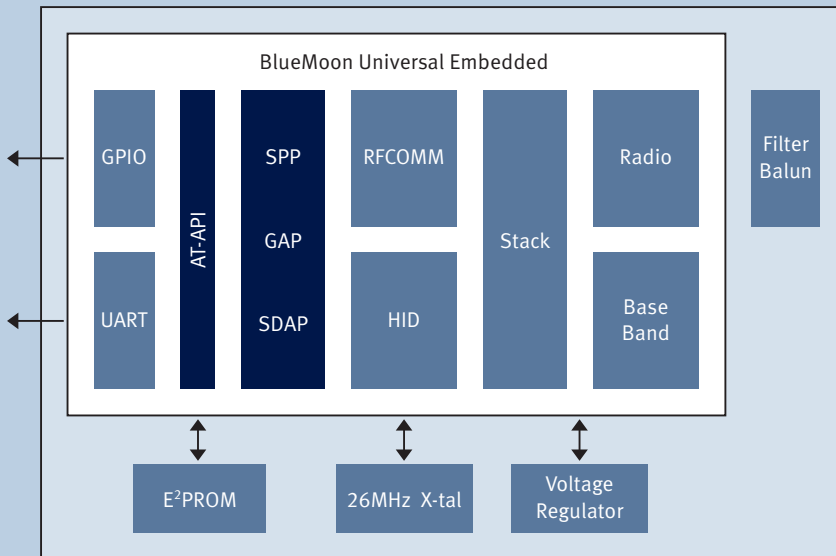 BlueMoon Universal Embedded
GPIO
UART
AT-API
SPP
GAP
SDAP
RFCOMM
HID
Stack
Radio
Base
Band
Filter
Balun
E²PROM
26MHz X-tal
Voltage
Regulator